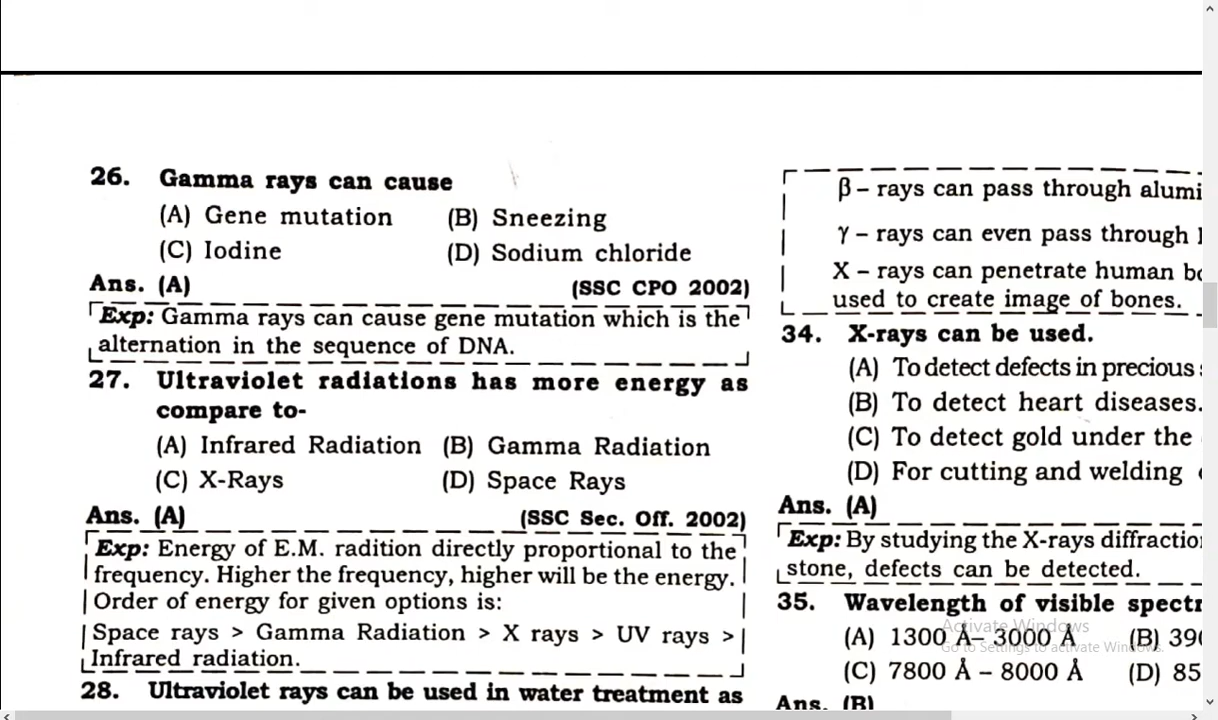 26. Gamma rays can cause
(A) Gene mutation (B) Sneezing
(C) Iodine (D) Sodium chloride
Ans. (A) (SSC CPO 2002)
Exp: Gamma rays can cause gene mutation which is the
alternation in the sequence of DNA.
27. Ultraviolet radiations has more energy as
compare to-
(A) Infrared Radiation (B) Gamma Radiation
(C) X-Rays (D) Space Rays
Ans. (A) (SSC Sec. Off. 2002)
Exp: Energy of E.M. radition directly proportional to the
frequency. Higher the frequency, higher will be the energy.
Order of energy for given options is:
Space rays > Gamma Radiation > X rays > UV rays >
Infrared radiation.
28. Ultraviolet rays can be used in water treatment as
β – rays can pass through alumi
γ – rays can even pass through
X – rays can penetrate human
used to create image of bones.
34. X-rays can be used.
(A) To detect defects in precious
(B) To detect heart diseases.
(C) To detect gold under the
(D) For cutting and welding
Ans. (A)
Exp: By studying the X-rays diffractio
stone, defects can be detected.
35. Wavelength of visible spectr
(A) 1300 Å– 3000 Å (B) 390
(C) 7800 Å – 8000 Å (D) 85
Ans. (B)
Activate Windows
Go to Settings to activate Windows.